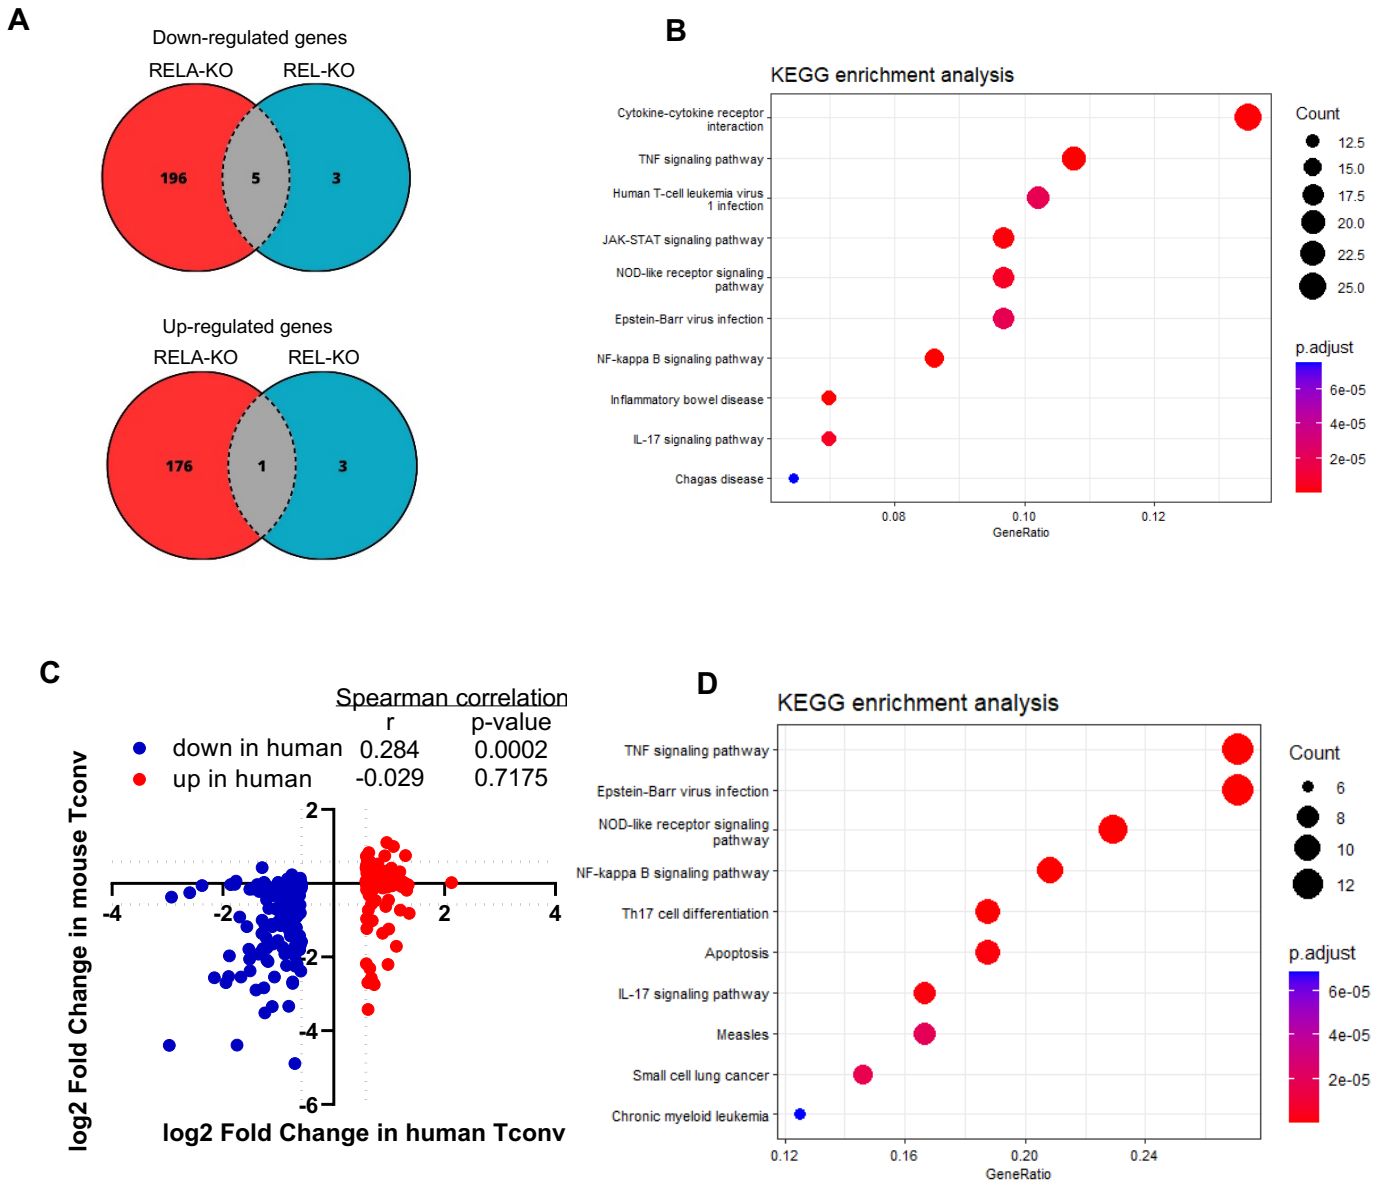 A
Down-regulated genes
RELA-KO
REL-KO
196
5
3
Up-regulated genes
RELA-KO
REL-KO
176
1
3
B
KEGG enrichment analysis
Cytokine-cytokine receptor
interaction
TNF signaling pathway
Human T-cell leukemia virus
1 infection
JAK-STAT signaling pathway
NOD-like receptor signaling
pathway
Epstein-Barr virus infection
NF-kappa B signaling pathway
Inflammatory bowel disease
IL-17 signaling pathway
Chagas disease
0.08
0.10
0.12
GeneRatio
Count
12.5
15.0
17.5
20.0
22.5
25.0
p.adjust
6e-05
4e-05
2e-05
C
Spearman correlation
r p-value
down in human 0.284 0.0002
up in human -0.029 0.7175
log2 Fold Change in mouse Tconv
2
-4
-2
2
4
-2
-4
-6
log2 Fold Change in human Tconv
D
KEGG enrichment analysis
TNF signaling pathway
Epstein-Barr virus infection
NOD-like receptor signaling
pathway
NF-kappa B signaling pathway
Th17 cell differentiation
Apoptosis
IL-17 signaling pathway
Measles
Small cell lung cancer
Chronic myeloid leukemia
0.12
0.16
0.20
0.24
GeneRatio
Count
6
8
10
12
p.adjust
6e-05
4e-05
2e-05